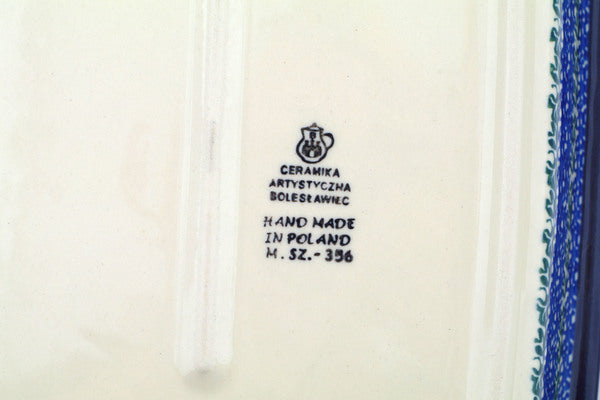 CERAMIKA
ARTYSTYCZNA
BOLESŁAWIEC
HAND MADE
IN POLAND
M. SZ.-356